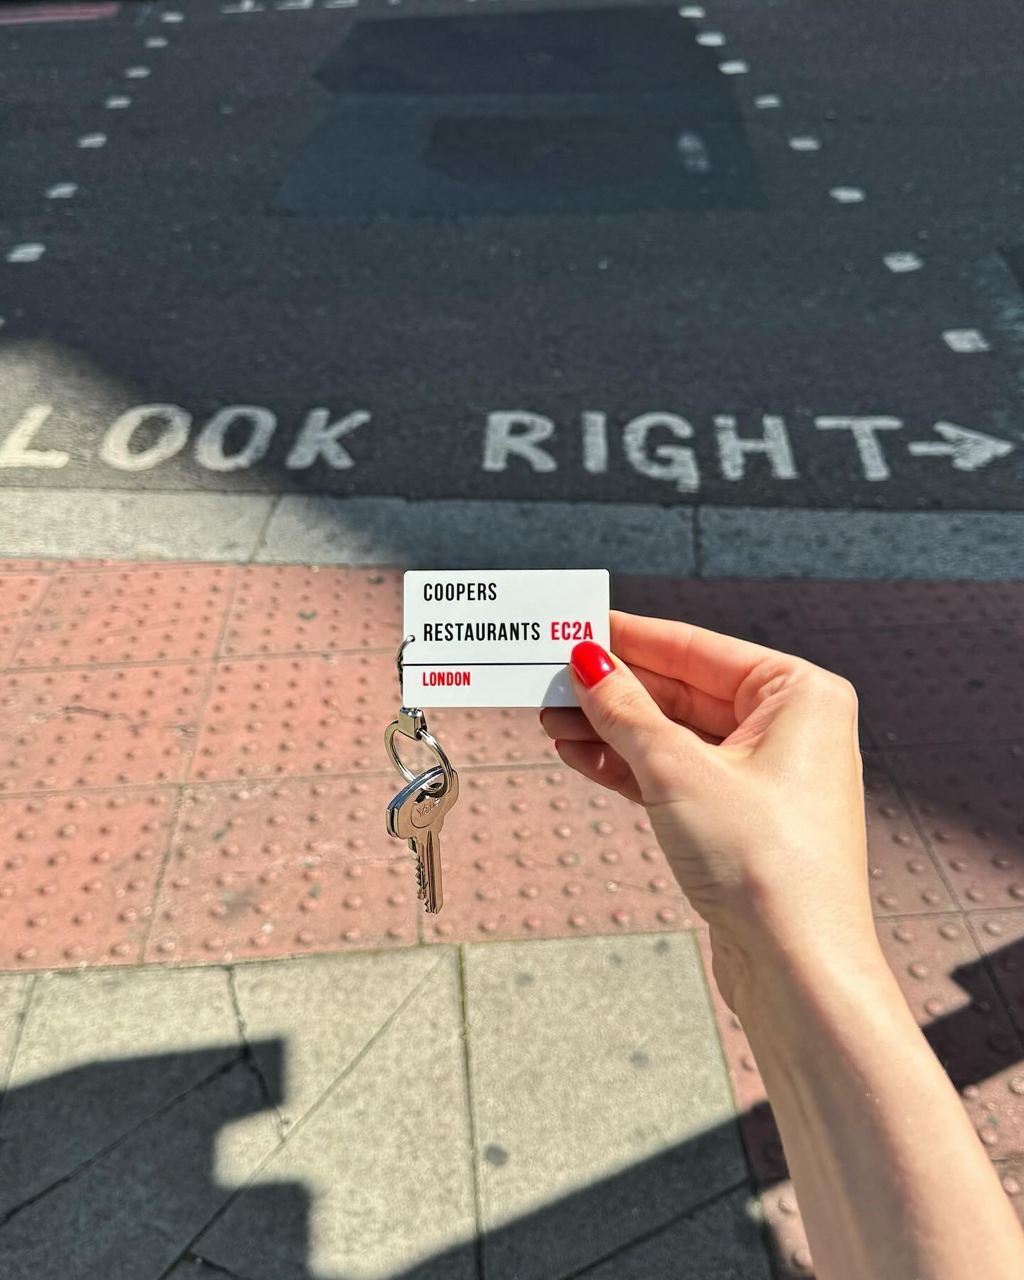 LOOK RIGHT→
COOPERS
RESTAURANTS EC2A
LONDON